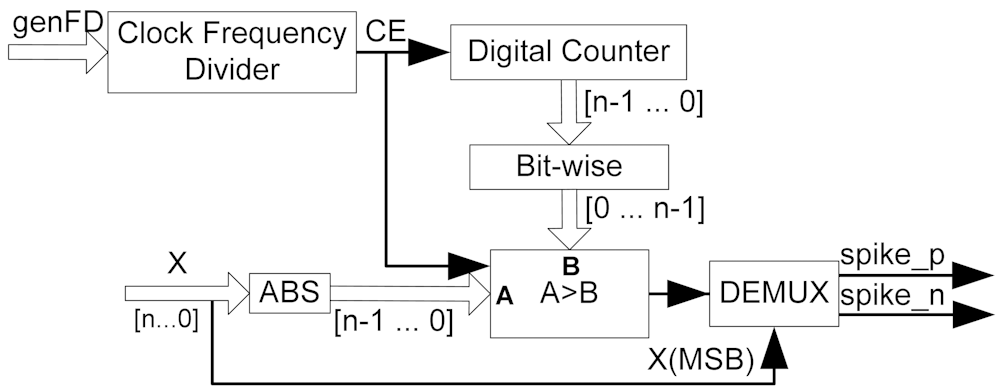 genFD
Clock Frequency
Divider
CE
Digital Counter
[n-1 ... 0]
Bit-wise
[0 ... n-1]
X
[n...0]
ABS
[n-1 ... 0]
B
A
A>B
DEMUX
spike_p
spike_n
X(MSB)